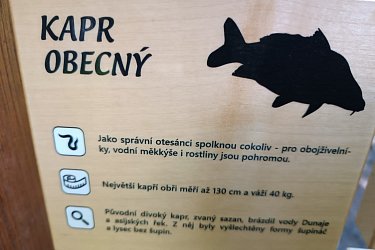 KAPR
OBECNÝ
Jako správní otesánci spolknou cokoliv - pro obojživelní-
ky, vodní měkkýše i rostliny jsou pohromou.
Největší kapři obři měří až 130 cm a váží 40 kg.
Původní divoký kapr, zvaný sazan, brázdil vody Dunaje
a asijských řek. Z něj byly vyšlechtěny formy šupináč
a lysec bez šupin.